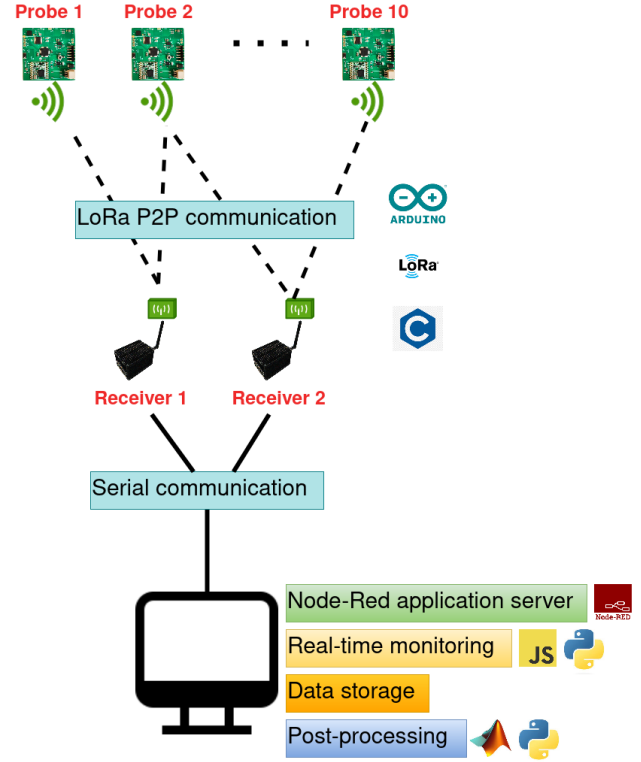 Probe 1
Probe 2
Probe 10
LoRa P2P communication
ARDUINO
LoRa
C
Receiver 1
Receiver 2
Serial communication
Node-Red application server
Node-RED
Real-time monitoring
JS
Data storage
Post-processing